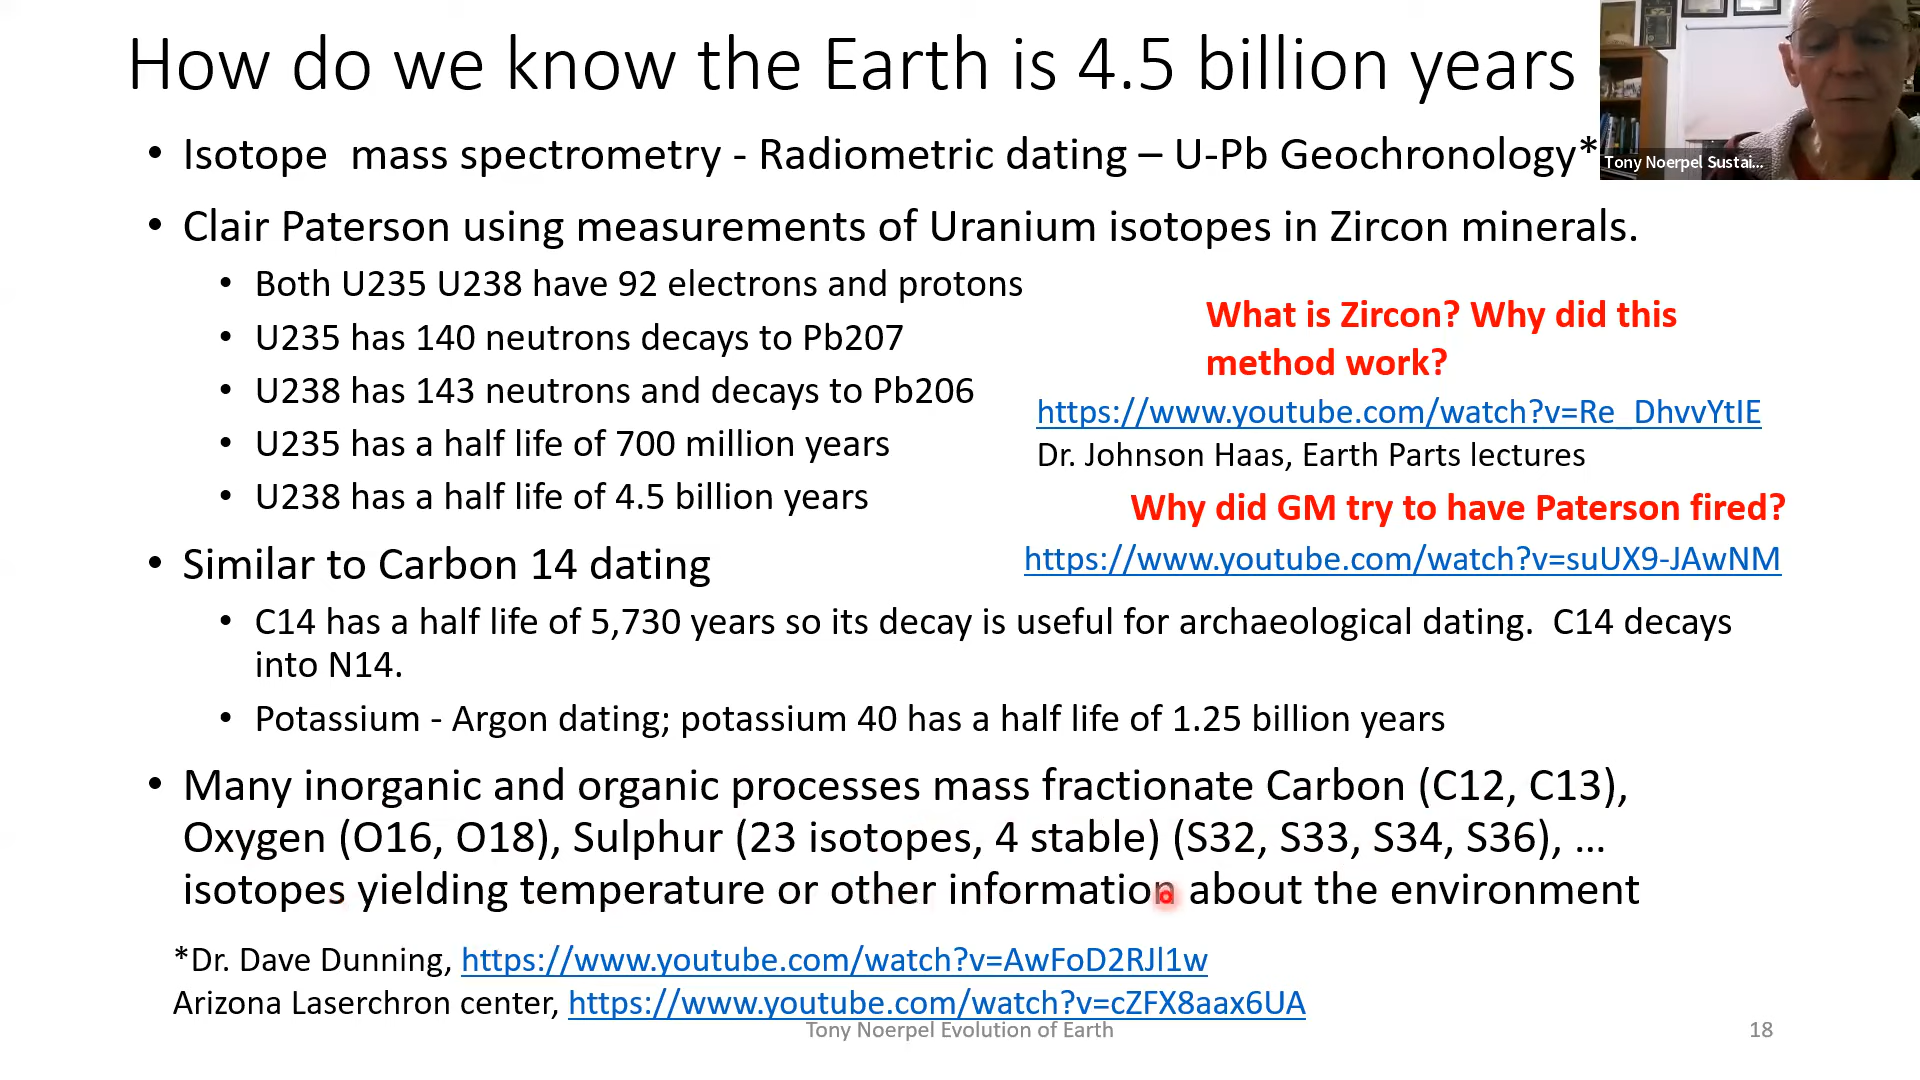 How do we know the Earth is 4.5 billion years
• Isotope  mass spectrometry - Radiometric dating – U-Pb Geochronology*
Tony Noerpel Sustai...
• Clair Paterson using measurements of Uranium isotopes in Zircon minerals.
• Both U235 U238 have 92 electrons and protons
• U235 has 140 neutrons decays to Pb207
• U238 has 143 neutrons and decays to Pb206
• U235 has a half life of 700 million years
• U238 has a half life of 4.5 billion years
What is Zircon? Why did this
method work?
https://www.youtube.com/watch?v=Re_DhvvYtIE
Dr. Johnson Haas, Earth Parts lectures
Why did GM try to have Paterson fired?
https://www.youtube.com/watch?v=suUX9-JAwNM
• Similar to Carbon 14 dating
• C14 has a half life of 5,730 years so its decay is useful for archaeological dating.  C14 decays
into N14.
• Potassium - Argon dating; potassium 40 has a half life of 1.25 billion years
• Many inorganic and organic processes mass fractionate Carbon (C12, C13),
Oxygen (O16, O18), Sulphur (23 isotopes, 4 stable) (S32, S33, S34, S36), ...
isotopes yielding temperature or other information about the environment
*Dr. Dave Dunning, https://www.youtube.com/watch?v=AwFoD2RJl1w
Arizona Laserchron center, https://www.youtube.com/watch?v=cZFX8aax6UA
Tony Noerpel Evolution of Earth
18